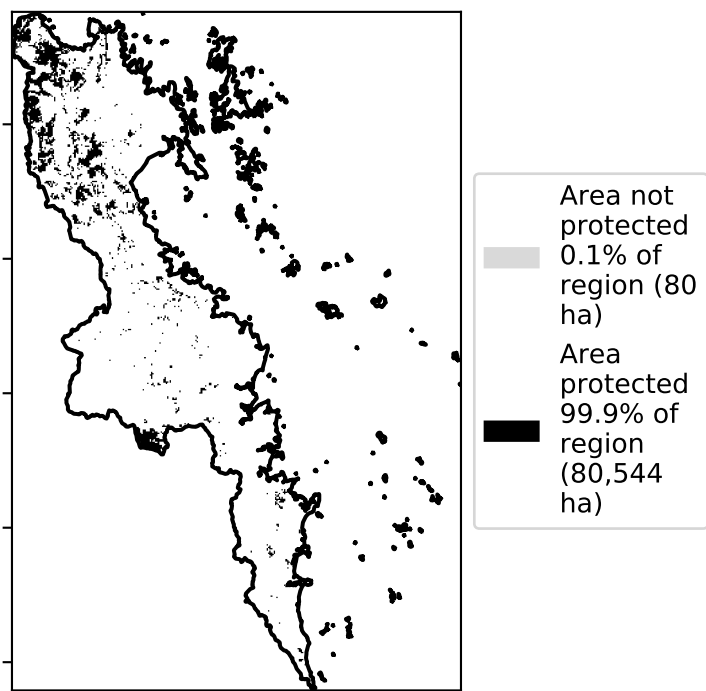 Area not
protected
0.1% of
region (80
ha)
Area
protected
99.9% of
region
(80,544
ha)